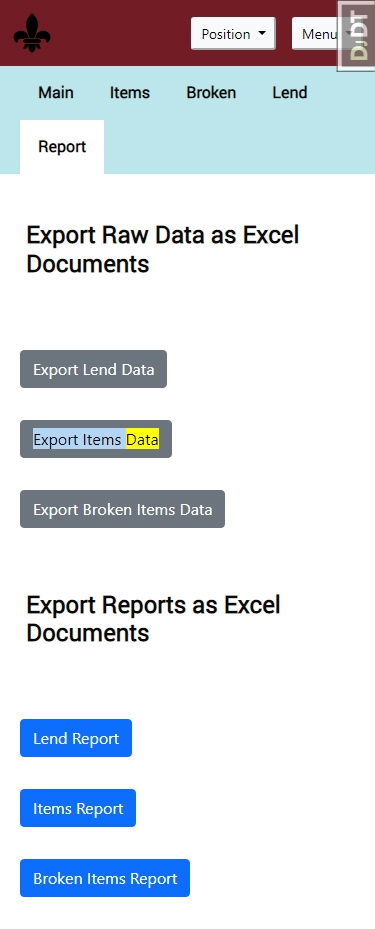 Position
Menu
DJDT
Main
Items
Broken
Lend
Report
Export Raw Data as Excel
Documents
Export Lend Data
Export Items Data
Export Broken Items Data
Export Reports as Excel
Documents
Lend Report
Items Report
Broken Items Report